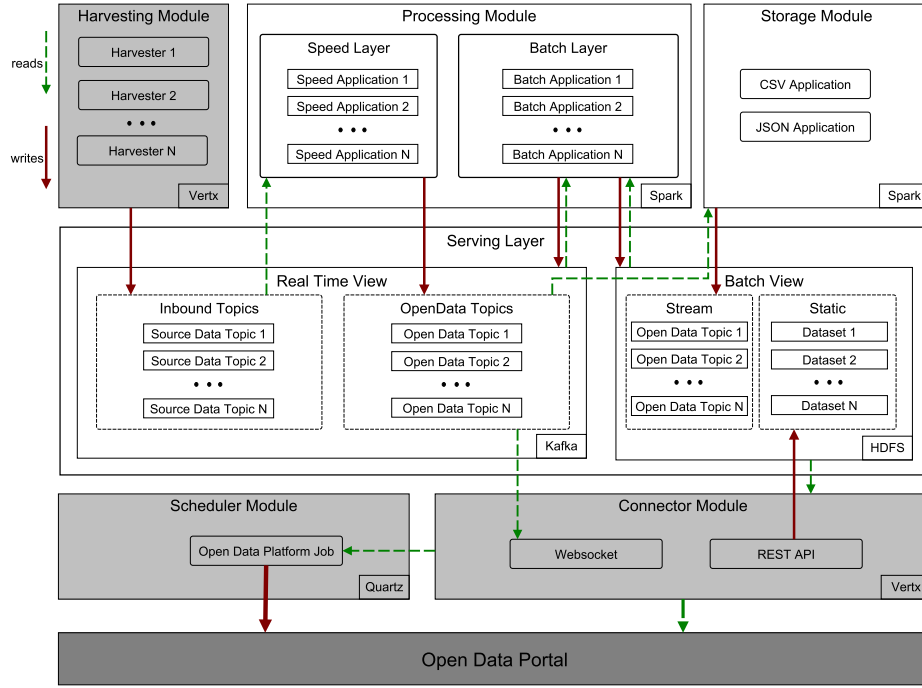 Harvesting Module
Harvester 1
Harvester 2
• • •
Harvester N
Vertx
reads
writes
Processing Module
Speed Layer
Speed Application 1
Speed Application 2
• • •
Speed Application N
Batch Layer
Batch Application 1
Batch Application 2
• • •
Batch Application N
Spark
Storage Module
CSV Application
JSON Application
Spark
Serving Layer
Real Time View
Inbound Topics
Source Data Topic 1
Source Data Topic 2
• • •
Source Data Topic N
OpenData Topics
Open Data Topic 1
Open Data Topic 2
• • •
Open Data Topic N
Kafka
Batch View
Stream
Open Data Topic 1
Open Data Topic 2
• • •
Open Data Topic N
Static
Dataset 1
Dataset 2
• • •
Dataset N
HDFS
Scheduler Module
Open Data Platform Job
Quartz
Connector Module
Websocket
REST API
Vertx
Open Data Portal